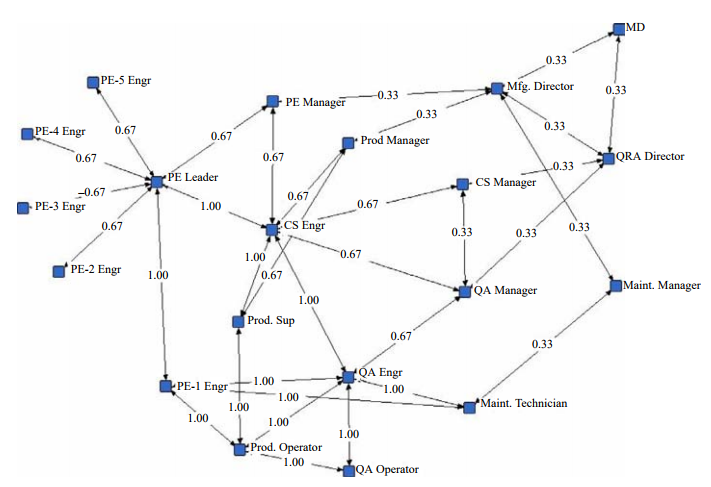 MD
0.33
Mfg. Director
PE-5 Engr
0.33
PE Manager
0.33
0.33
0.33
PE-4 Engr
0.67
0.67
Prod Manager
QRA Director
0.67
0.67
0.33
PE Leader
CS Manager
−0.67
0.67
PE-3 Engr
1.00
0.67
0.67
CS Engr
0.33
0.33
0.33
1.00
0.67
PE-2 Engr
1.00
0.67
Maint. Manager
QA Manager
1.00
Prod. Sup
0.67
0.33
QA Engr
PE-1 Engr
1.00
1.00
1.00
Maint. Technician
1.00
1.00
1.00
1.00
Prod. Operator
1.00
QA Operator